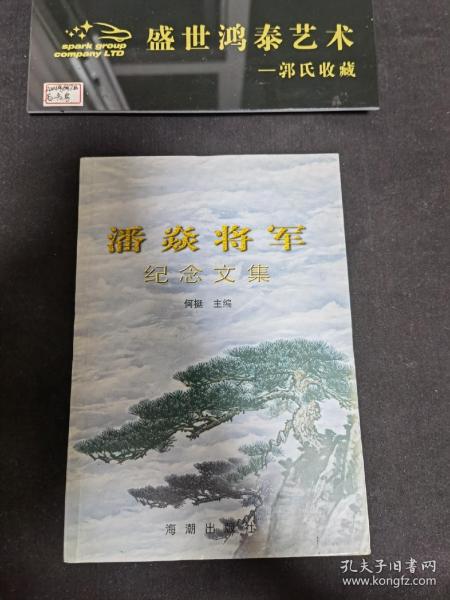 spark group
company LTD
盛世鸿泰艺术
—郭氏收藏
潘焱将军
纪念文集
何挺 主编
海潮出版社
孔夫子旧书网
www.kongfz.com